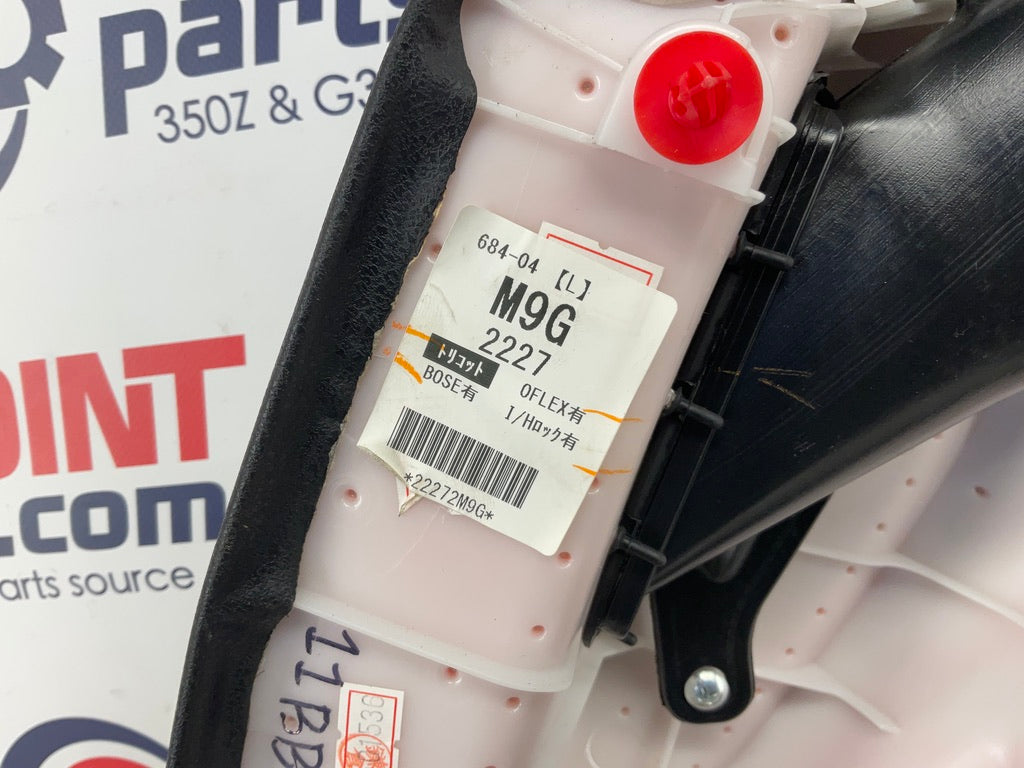 parts
350Z & G3
OINT
.com
arts source
684-04 【L】
M9G
2227
トリコット
BOSE有 OFLEX有
I/Hロック有
*22272M9G*
11BB
1536